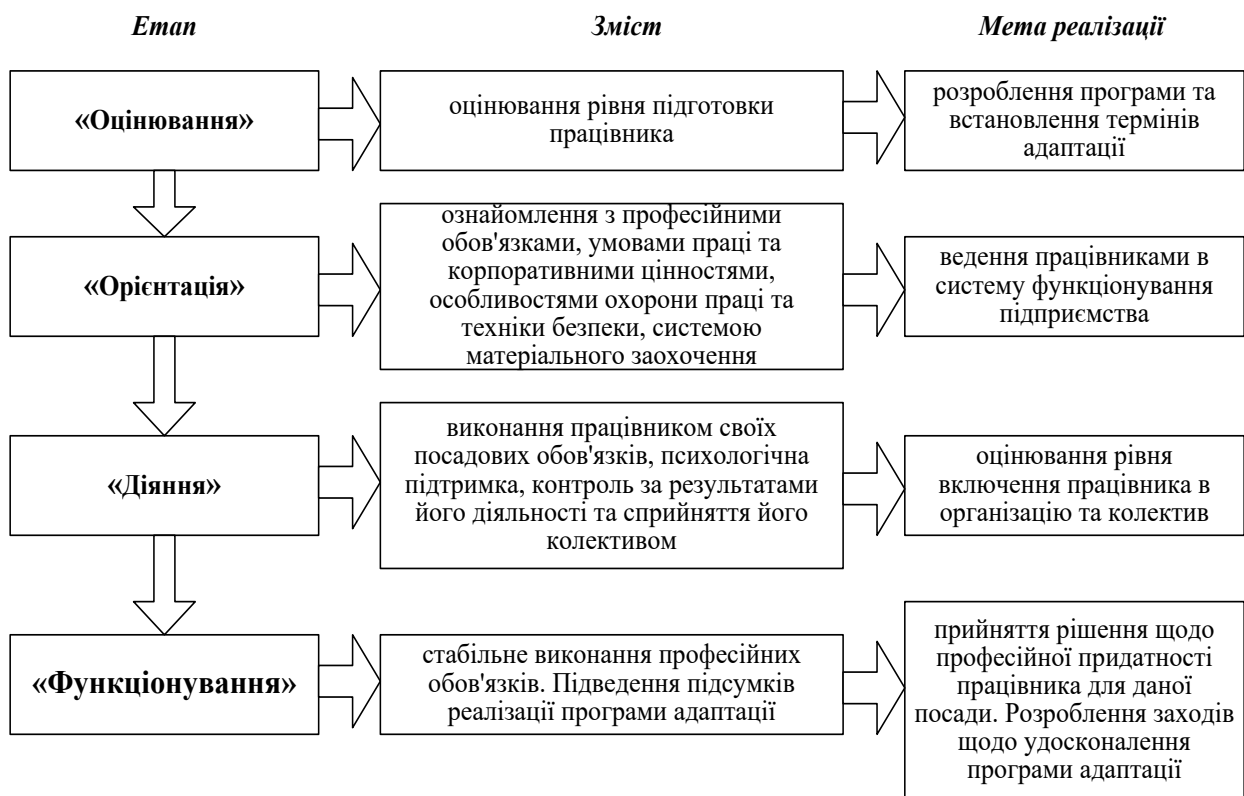 Етап
Зміст
Мета реалізації
«Оцінювання»
оцінювання рівня підготовки
працівника
розроблення програми та
встановлення термінів
адаптації
«Орієнтація»
ознайомлення з професійними
обов'язками, умовами праці та
корпоративними цінностями,
особливостями охорони праці та
техніки безпеки, системою
матеріального заохочення
ведення працівниками в
систему функціонування
підприємства
«Діяння»
виконання працівником своїх
посадових обов'язків, психологічна
підтримка, контроль за результатами
його діяльності та сприйняття його
колективом
оцінювання рівня
включення працівника в
організацію та колектив
«Функціонування»
стабільне виконання професійних
обов'язків. Підведення підсумків
реалізації програми адаптації
прийняття рішення щодо
професійної придатності
працівника для даної
посади. Розроблення заходів
щодо удосконалення
програми адаптації